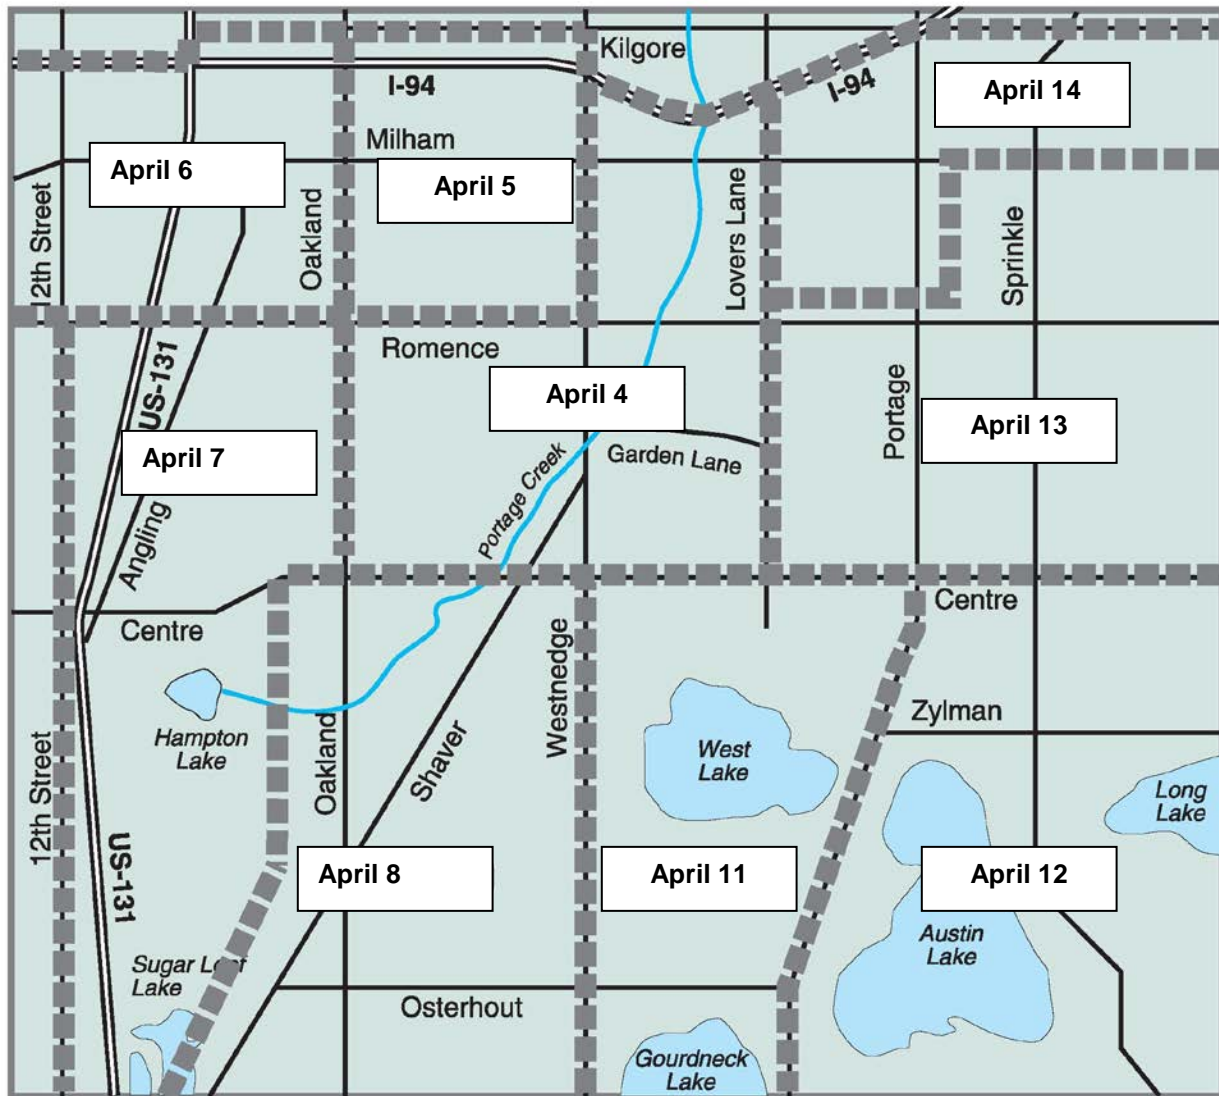 Kilgore
I-94
I-94
April 14
Milham
April 6
April 5
12th Street
Oakland
Lovers Lane
Sprinkle
Romence
US-131
April 4
Portage
April 13
April 7
Garden Lane
Portage Creek
Angling
Centre
Centre
Hampton
Lake
Oakland
Shaver
Westnedge
West
Lake
Zylman
Long
Lake
12th Street
US-131
April 8
April 11
April 12
Austin
Lake
Sugar Loaf
Lake
Osterhout
Gourdneck
Lake